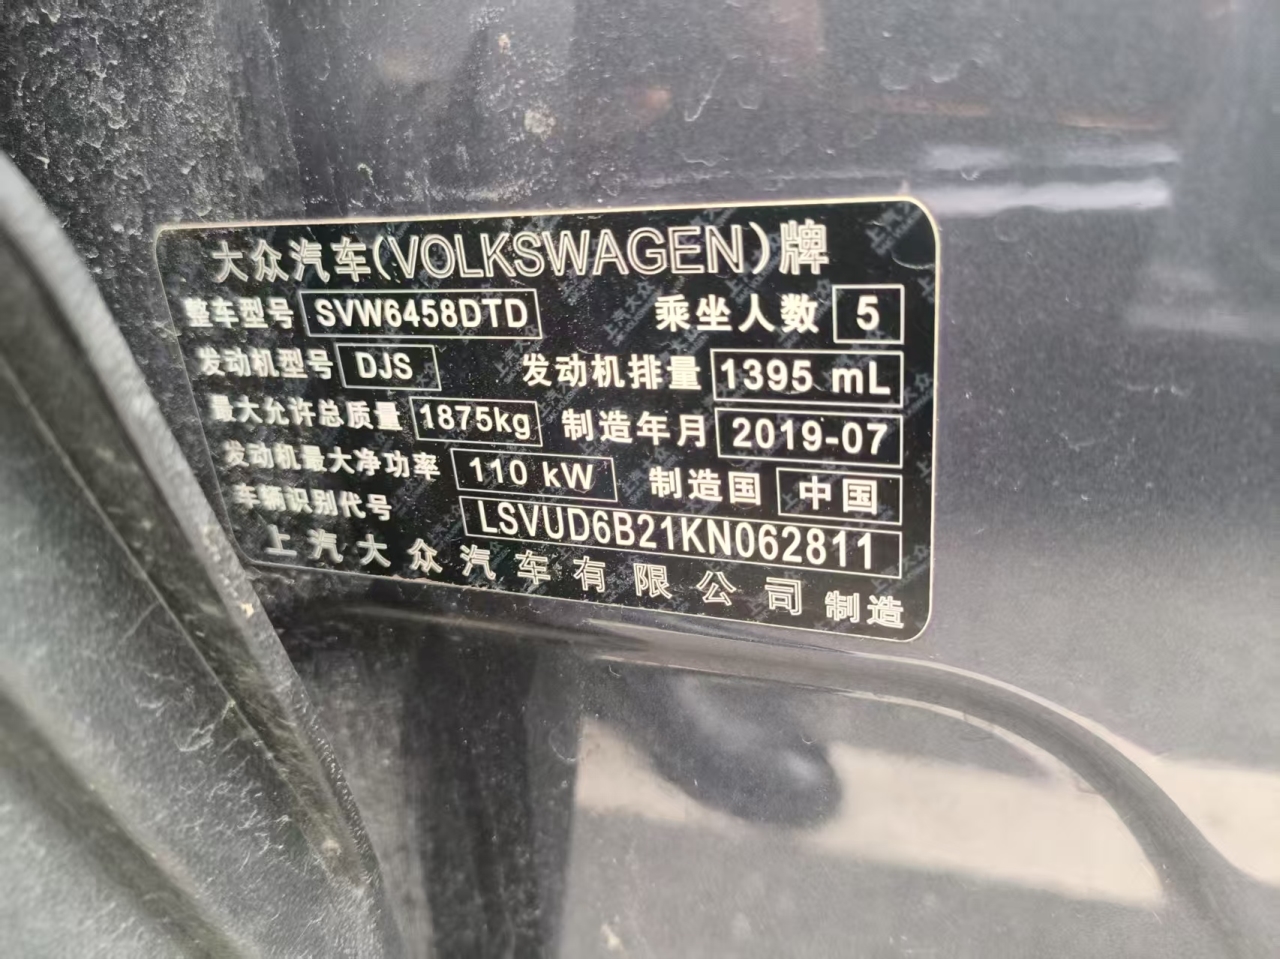 大众汽车(VOLKSWAGEN)牌
整车型号 SVW6458DTD 乘坐人数 5
发动机型号 DJS 发动机排量 1395 mL
最大允许总质量 1875kg 制造年月 2019-07
发动机最大净功率 110 kW 制造国 中国
车辆识别代号 LSVUD6B21KN062811
上汽大众汽车有限公司 制造